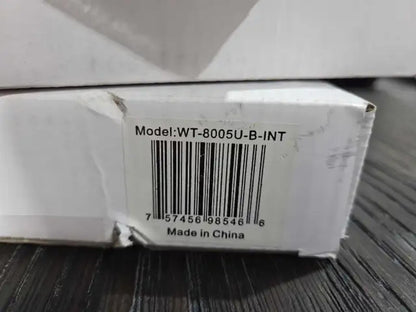 Model:WT-8005U-B-INT
7 57456 98546 6
Made in China